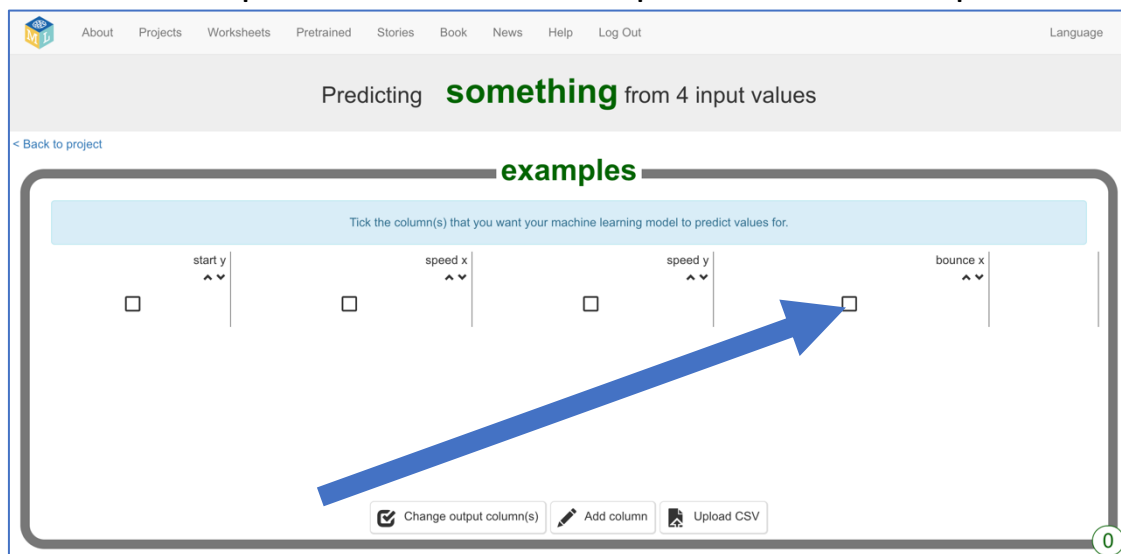 About Projects Worksheets Pretrained Stories Book News Help Log Out Language
Predicting something from 4 input values
< Back to project
examples
Tick the column(s) that you want your machine learning model to predict values for.
start y speed x speed y bounce x
Change output column(s) Add column Upload CSV
0